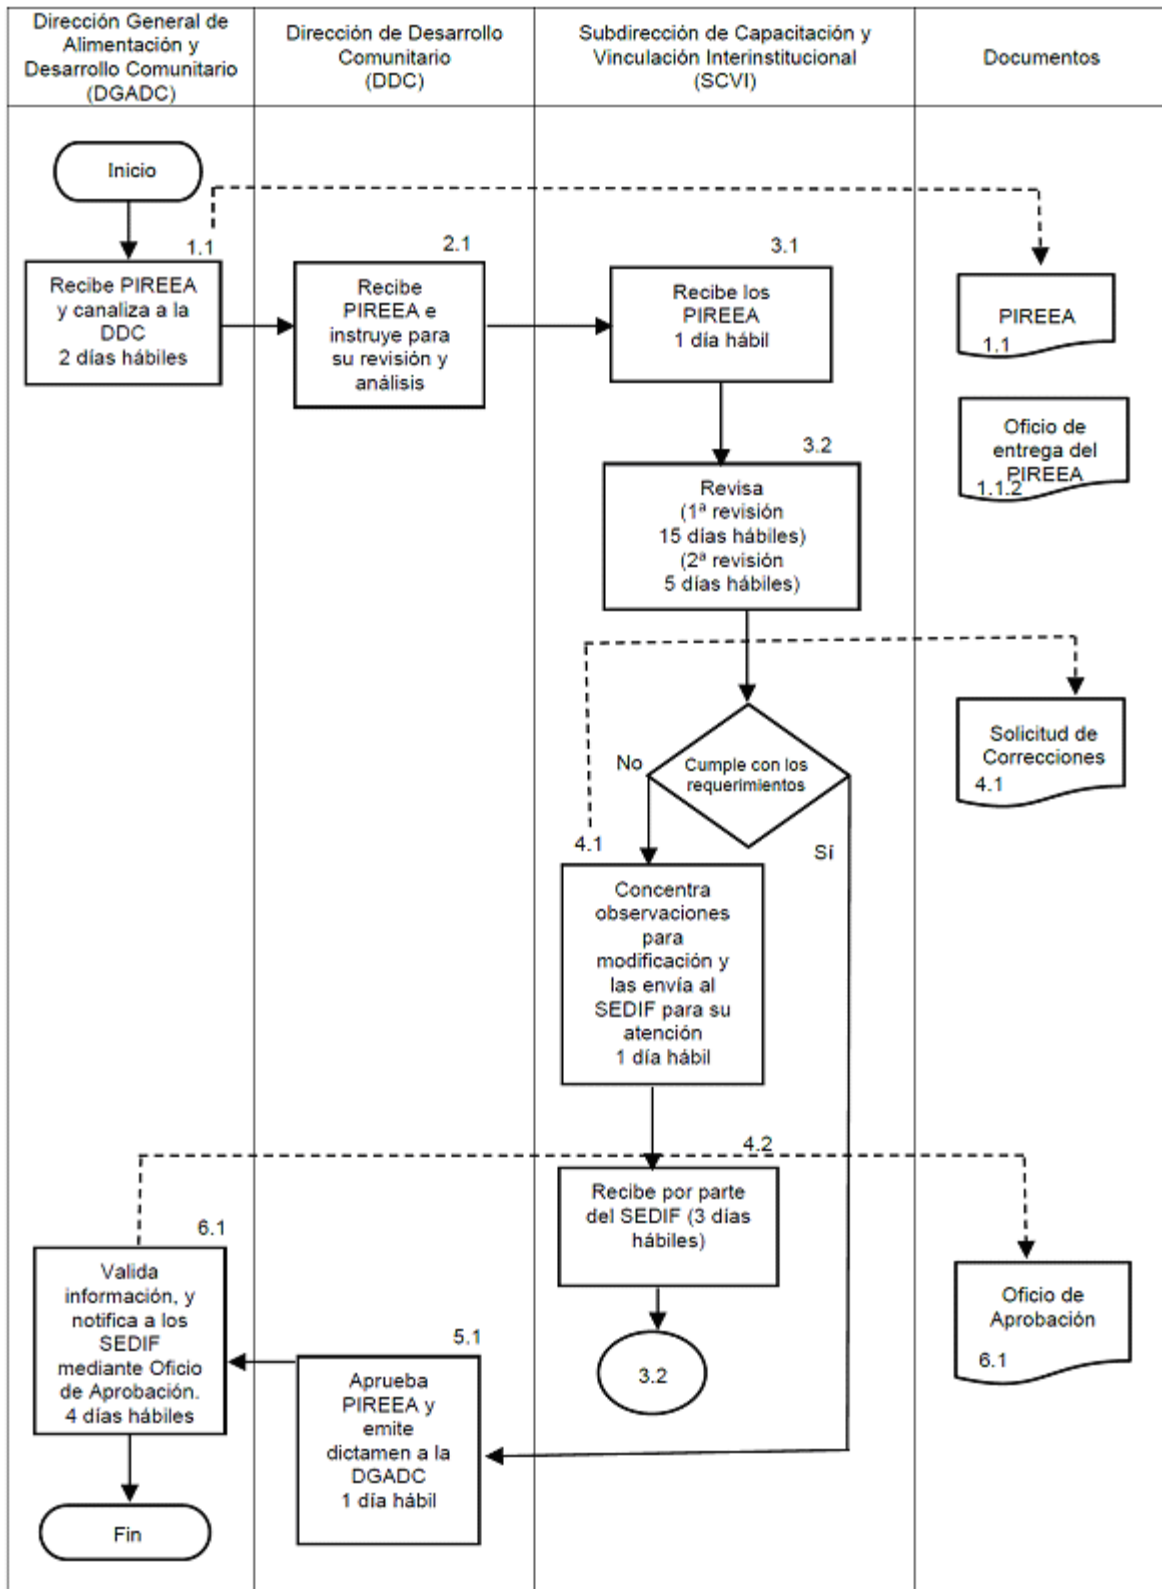 Dirección General de
Alimentación y
Desarrollo Comunitario
(DGADC)
Dirección de Desarrollo
Comunitario
(DDC)
Subdirección de Capacitación y
Vinculación Interinstitucional
(SCVI)
Documentos
Inicio
1.1
Recibe PIREEA
y canaliza a la
DDC
2 días hábiles
2.1
Recibe
PIREEA e
instruye para
su revisión y
análisis
3.1
Recibe los
PIREEA
1 día hábil
PIREEA
1.1
Oficio de
entrega del
PIREEA
1.1.2
3.2
Revisa
(1ª revisión
15 días hábiles)
(2ª revisión
5 días hábiles)
Cumple con los
requerimientos
No
Sí
Solicitud de
Correcciones
4.1
4.1
Concentra
observaciones
para
modificación y
las envía al
SEDIF para su
atención
1 día hábil
4.2
Recibe por parte
del SEDIF (3 días
hábiles)
3.2
6.1
Valida
información, y
notifica a los
SEDIF
mediante Oficio
de Aprobación.
4 días hábiles
5.1
Aprueba
PIREEA y
emite
dictamen a la
DGADC
1 día hábil
Oficio de
Aprobación
6.1
Fin